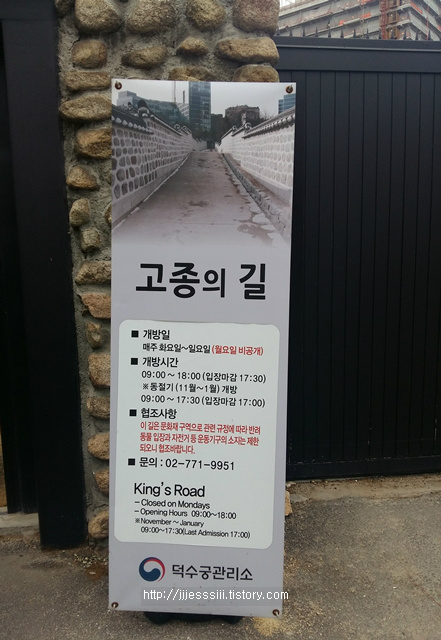 고종의 길
■ 개방일
매주 화요일~일요일 (월요일 비공개)
■ 개방시간
09:00 ~ 18:00 (입장마감 17:30)
※ 동절기 (11월~1월) 개방
09:00 ~ 17:30 (입장마감 17:00)
■ 협조사항
이 길은 문화재 구역으로 관련 규정에 따라 반려
동물 입장과 자전거 등 운동기구의 소지는 제한
되오니 협조바랍니다.
■ 문의 : 02-771-9951
King's Road
- Closed on Mondays
- Opening Hours 09:00~18:00
※November ~ January
09:00~17:30(Last Admission 17:00)
덕수궁관리소
http://jjjesssiii.tistory.com